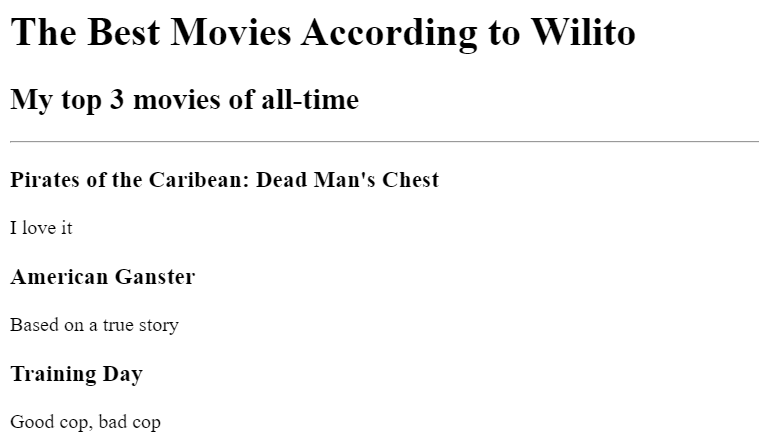 The Best Movies According to Wilito
My top 3 movies of all-time
Pirates of the Caribean: Dead Man's Chest
I love it
American Ganster
Based on a true story
Training Day
Good cop, bad cop